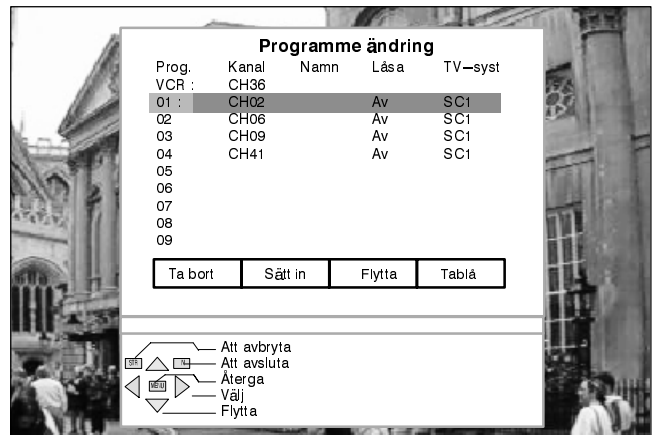 Programme ändring
Prog. Kanal Namn Låsa TV–syst
VCR : CH36
01 : CH02 Av SC1
02 CH06 Av SC1
03 CH09 Av SC1
04 CH41 Av SC1
05
06
07
08
09
Ta bort Sätt in Flytta Tablå
Att avbryta
STR N Att avsluta
Återga
MENU Välj
Flytta